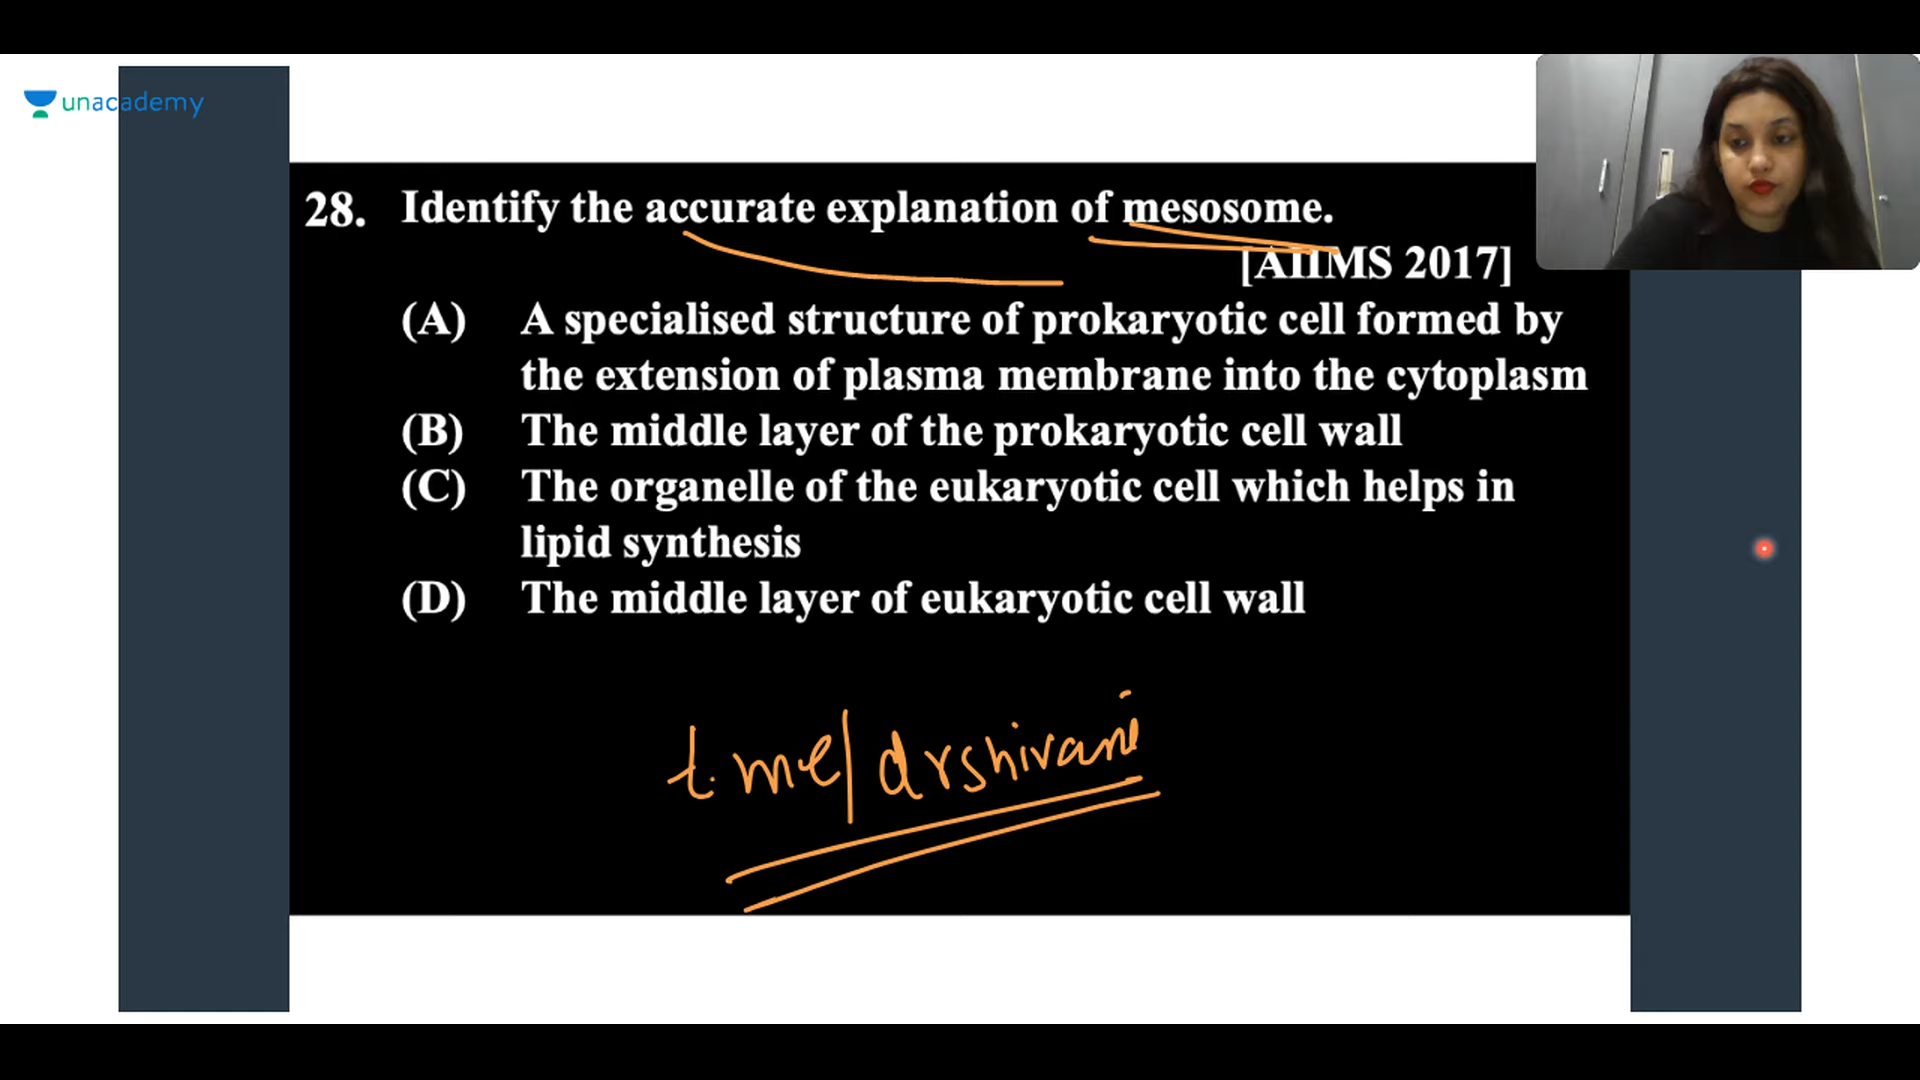 unacademy
28. Identify the accurate explanation of mesosome.
[AIIMS 2017]
(A) A specialised structure of prokaryotic cell formed by
the extension of plasma membrane into the cytoplasm
(B) The middle layer of the prokaryotic cell wall
(C) The organelle of the eukaryotic cell which helps in
lipid synthesis
(D) The middle layer of eukaryotic cell wall
t.me/drshivani